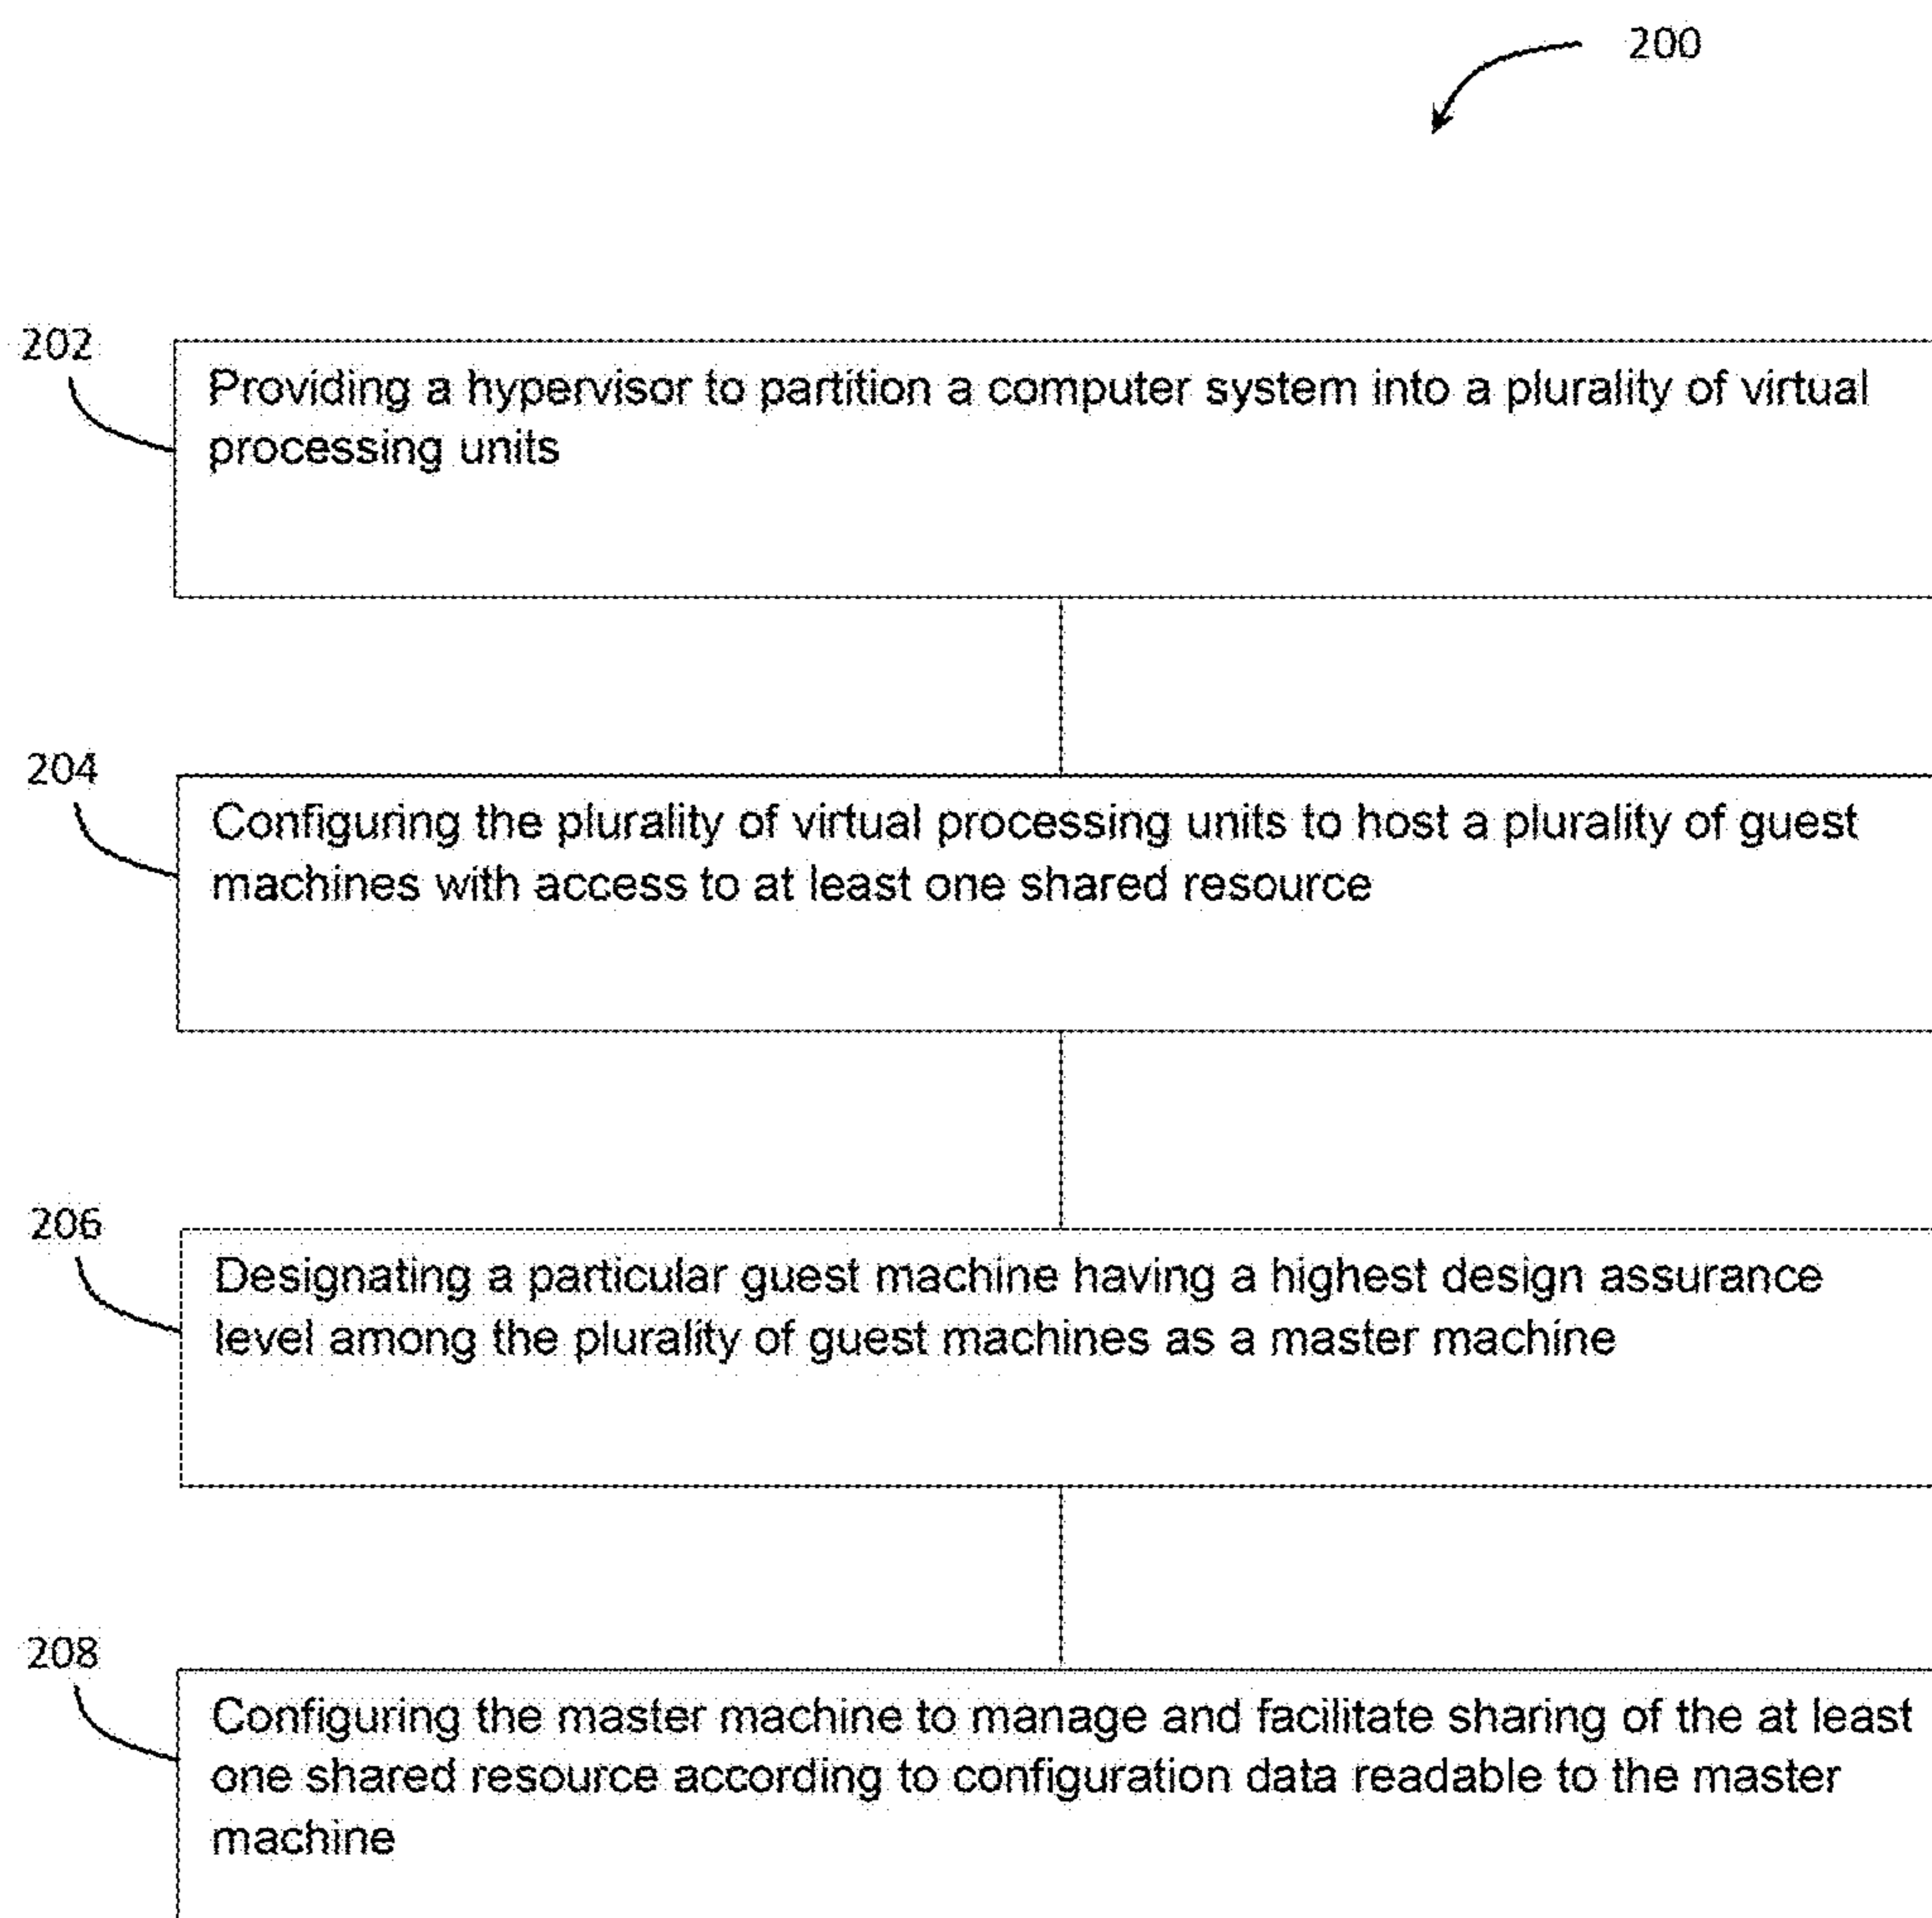 200
202
Providing a hypervisor to partition a computer system into a plurality of virtual
processing units
204
Configuring the plurality of virtual processing units to host a plurality of guest
machines with access to at least one shared resource
206
Designating a particular guest machine having a highest design assurance
level among the plurality of guest machines as a master machine
208
Configuring the master machine to manage and facilitate sharing of the at least
one shared resource according to configuration data readable to the master
machine